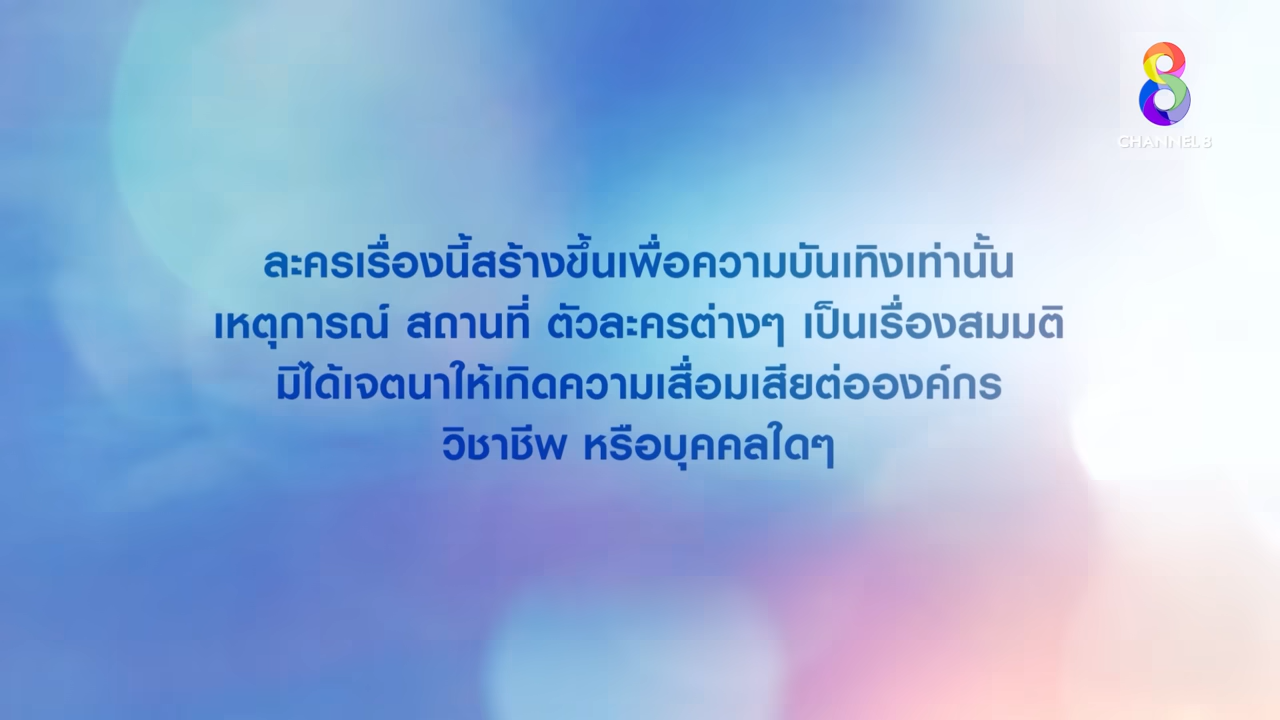 CHANNEL 8
ละครเรื่องนี้สร้างขึ้นเพื่อความบันเทิงเท่านั้น
เหตุการณ์ สถานที่ ตัวละครต่างๆ เป็นเรื่องสมมติ
มิได้เจตนาให้เกิดความเสื่อมเสียต่อองค์กร
วิชาชีพ หรือบุคคลใดๆ